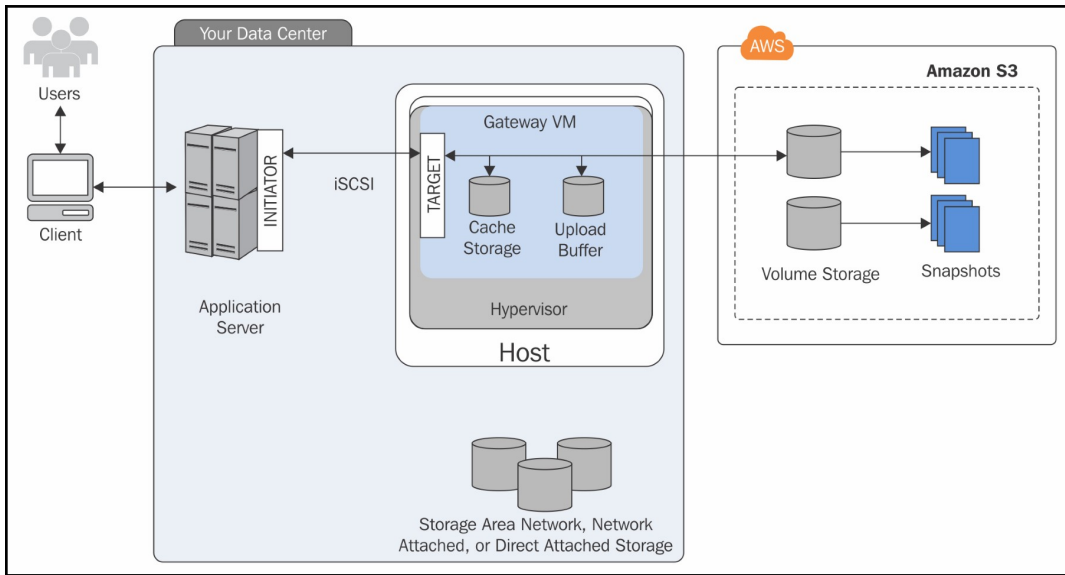 Your Data Center
AWS
Amazon S3
Users
Gateway VM
INITIATOR
TARGET
iSCSI
Client
Cache
Storage
Upload
Buffer
Volume Storage
Snapshots
Application
Server
Hypervisor
Host
Storage Area Network, Network
Attached, or Direct Attached Storage